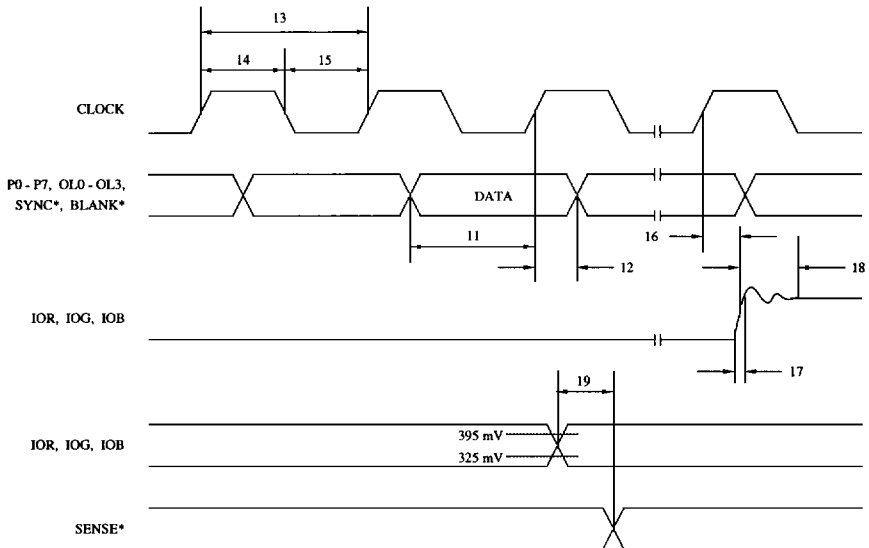 13
14
15
CLOCK
P0 - P7, OL0 - OL3,
SYNC*, BLANK*
DATA
11
12
16
18
IOR, IOG, IOB
17
19
IOR, IOG, IOB
395 mV
325 mV
SENSE*